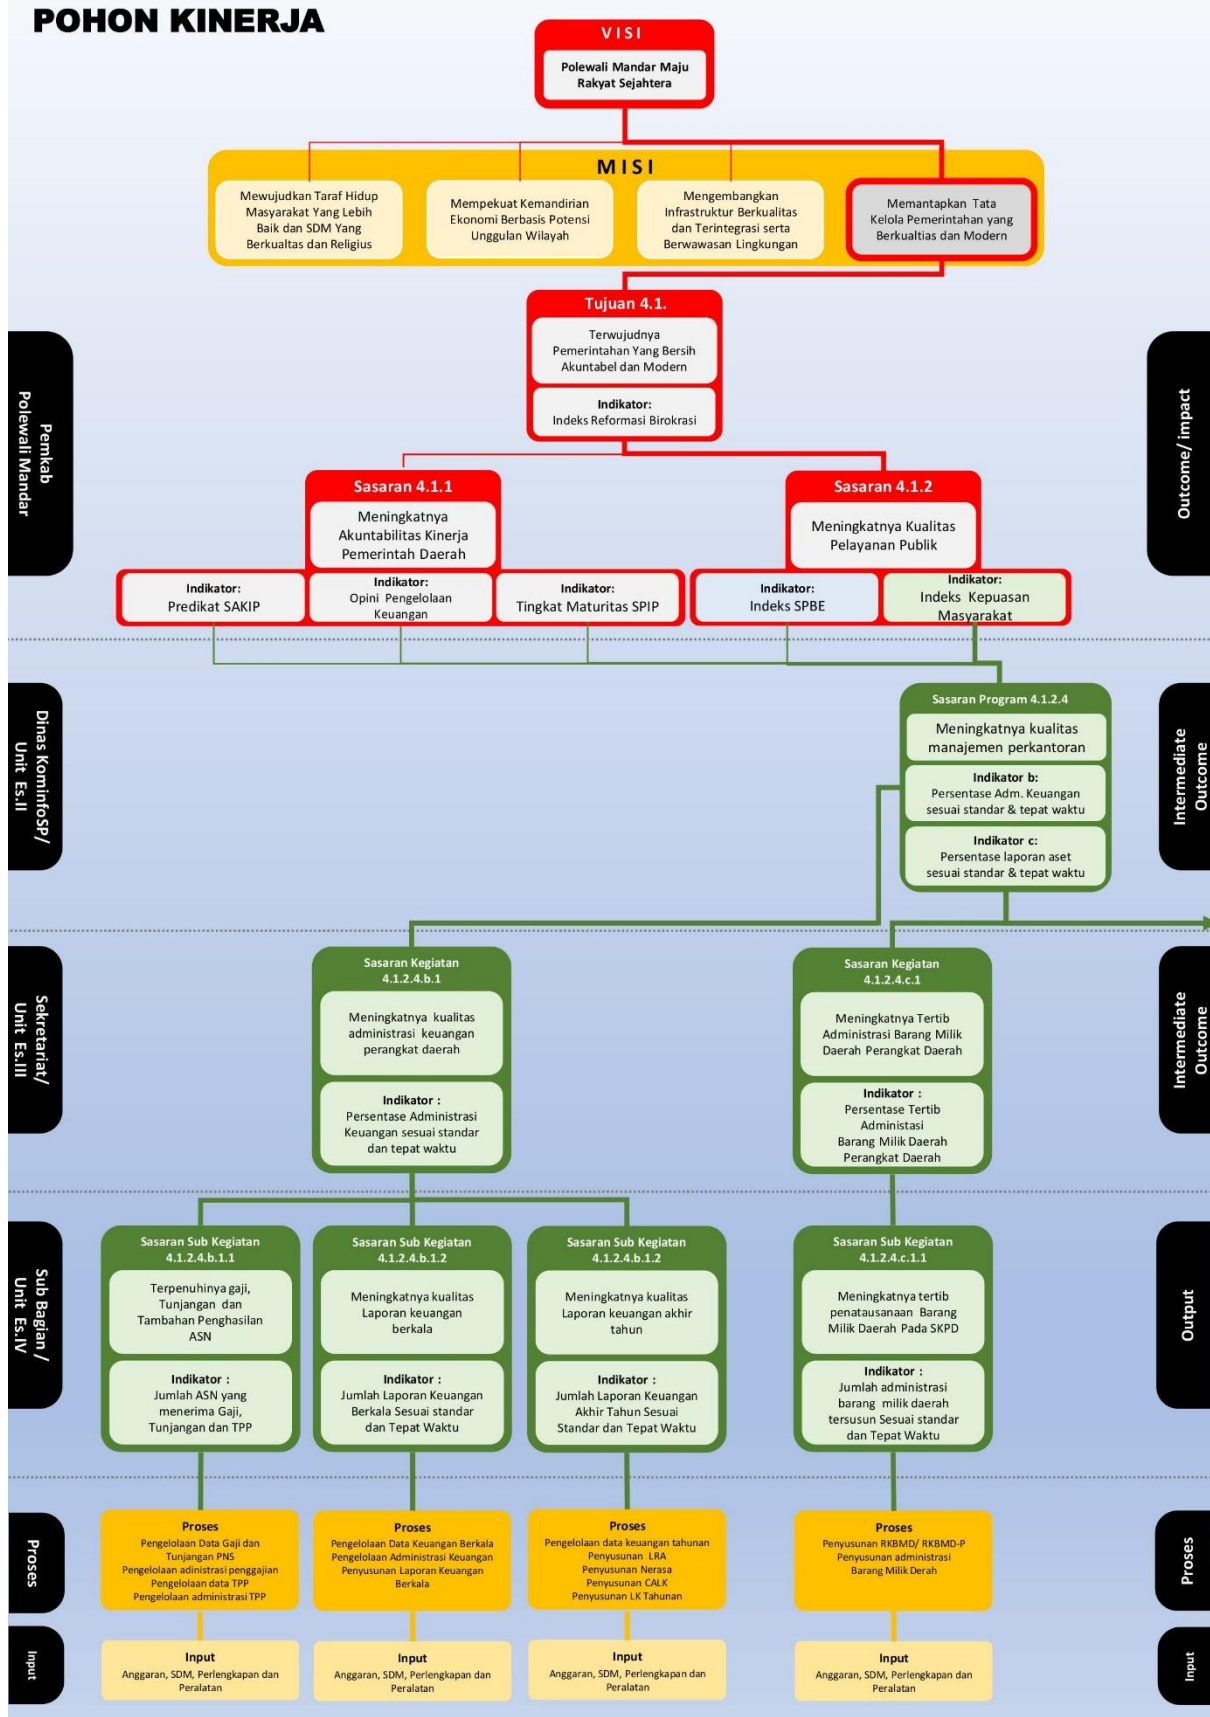 POHON KINERJA
V I S I
Polewali Mandar Maju
Rakyat Sejahtera
M I S I
Mewujudkan Taraf Hidup
Masyarakat Yang Lebih
Baik dan SDM Yang
Berkualtas dan Religius
Mempekuat Kemandirian
Ekonomi Berbasis Potensi
Unggulan Wilayah
Mengembangkan
Infrastruktur Berkualitas
dan Terintegrasi serta
Berwawasan Lingkungan
Memantapkan Tata
Kelola Pemerintahan yang
Berkualtias dan Modern
Tujuan 4.1.
Terwujudnya
Pemerintahan Yang Bersih
Akuntabel dan Modern
Indikator:
Indeks Reformasi Birokrasi
Pemkab
Polewali Mandar
Outcome/ impact
Sasaran 4.1.1
Meningkatnya
Akuntabilitas Kinerja
Pemerintah Daerah
Indikator:
Predikat SAKIP
Indikator:
Opini Pengelolaan
Keuangan
Indikator:
Tingkat Maturitas SPIP
Sasaran 4.1.2
Meningkatnya Kualitas
Pelayanan Publik
Indikator:
Indeks SPBE
Indikator:
Indeks Kepuasan
Masyarakat
Dinas KominfoSP/
Unit Es.II
Intermediate
Outcome
Sasaran Program 4.1.2.4
Meningkatnya kualitas
manajemen perkantoran
Indikator b:
Persentase Adm. Keuangan
sesuai standar & tepat waktu
Indikator c:
Persentase laporan aset
sesuai standar & tepat waktu
Sekretariat/
Unit Es.III
Intermediate
Outcome
Sasaran Kegiatan
4.1.2.4.b.1
Meningkatnya kualitas
administrasi keuangan
perangkat daerah
Indikator :
Persentase Administrasi
Keuangan sesuai standar
dan tepat waktu
Sasaran Kegiatan
4.1.2.4.c.1
Meningkatnya Tertib
Administrasi Barang Milik
Daerah Perangkat Daerah
Indikator :
Persentase Tertib
Administasi
Barang Milik Daerah
Perangkat Daerah
Sub Bagian /
Unit Es.IV
Output
Sasaran Sub Kegiatan
4.1.2.4.b.1.1
Terpenuhinya gaji,
Tunjangan dan
Tambahan Penghasilan
ASN
Indikator :
Jumlah ASN yang
menerima Gaji,
Tunjangan dan TPP
Sasaran Sub Kegiatan
4.1.2.4.b.1.2
Meningkatnya kualitas
Laporan keuangan
berkala
Indikator :
Jumlah Laporan Keuangan
Berkala Sesuai standar
dan Tepat Waktu
Sasaran Sub Kegiatan
4.1.2.4.b.1.2
Meningkatnya kualitas
Laporan keuangan akhir
tahun
Indikator :
Jumlah Laporan Keuangan
Akhir Tahun Sesuai
Standar dan Tepat Waktu
Sasaran Sub Kegiatan
4.1.2.4.c.1.1
Meningkatnya tertib
penatausanaan Barang
Milik Daerah Pada SKPD
Indikator :
Jumlah administrasi
barang milik daerah
tersusun Sesuai standar
dan Tepat Waktu
Proses
Proses
Proses
Pengelolaan Data Gaji dan
Tunjangan PNS
Pengelolaan adinistrasi penggajian
Pengelolaan data TPP
Pengelolaan administrasi TPP
Proses
Pengelolaan Data Keuangan Berkala
Pengelolaan Administrasi Keuangan
Penyusunan Laporan Keuangan
Berkala
Proses
Pengelolaan data keuangan tahunan
Penyusunan LRA
Penyusunan Nerasa
Penyusunan CALK
Penyusunan LK Tahunan
Proses
Penyusunan RKBMD/ RKBMD-P
Penyusunan administrasi
Barang Milik Derah
Input
Input
Input
Anggaran, SDM, Perlengkapan dan
Peralatan
Input
Anggaran, SDM, Perlengkapan dan
Peralatan
Input
Anggaran, SDM, Perlengkapan dan
Peralatan
Input
Anggaran, SDM, Perlengkapan dan
Peralatan